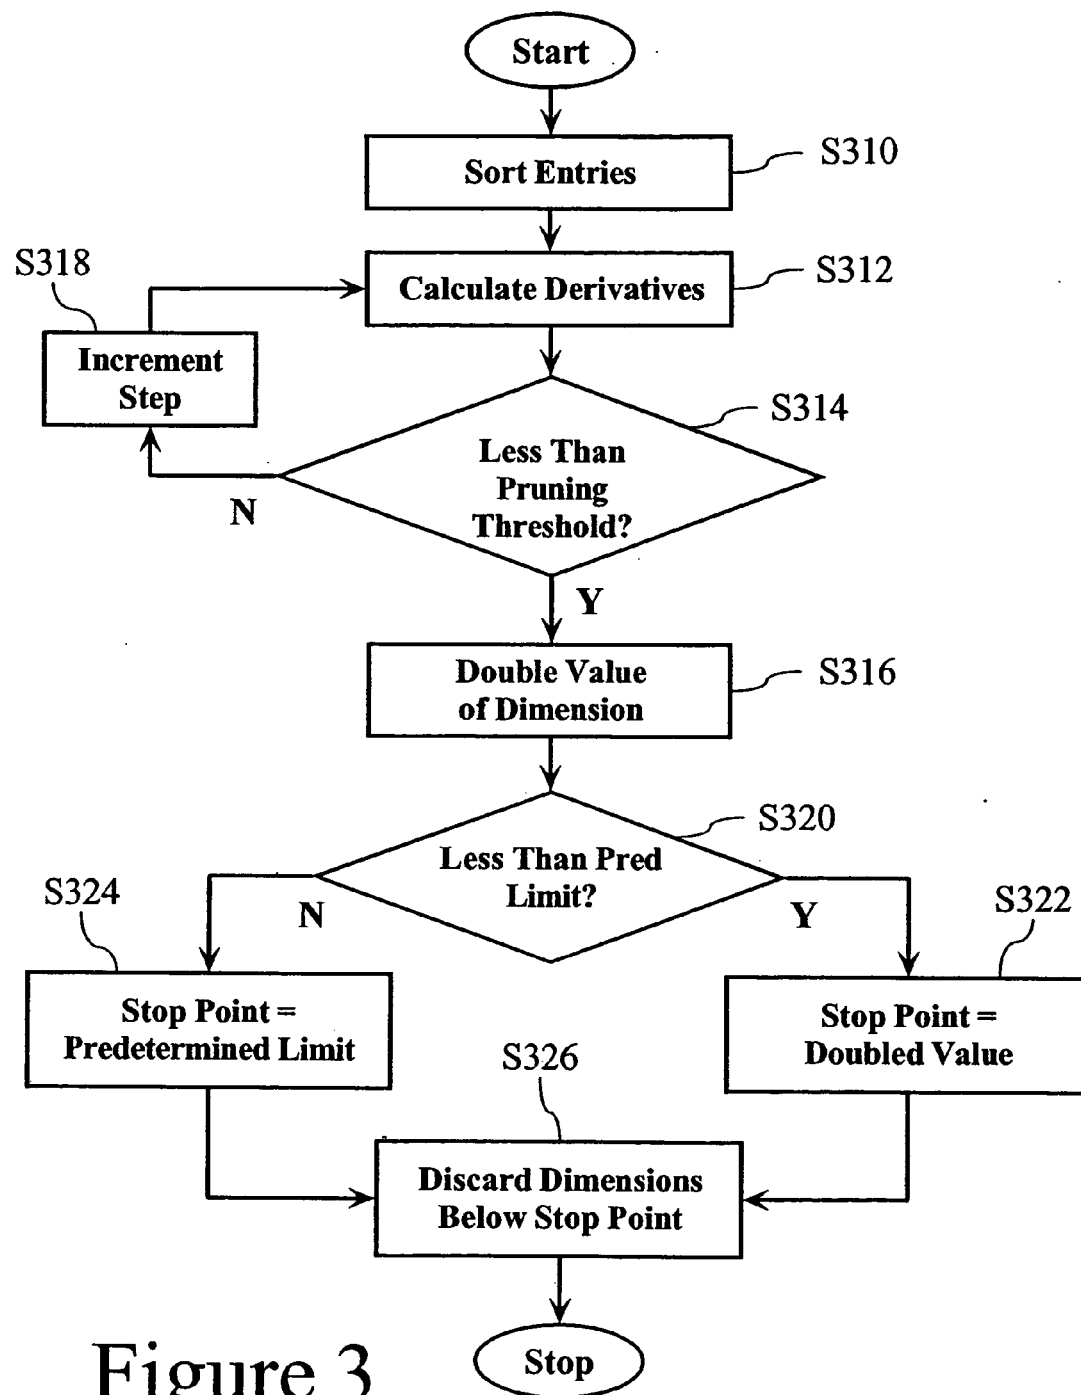 Start
Sort Entries
S310
Calculate Derivatives
S312
S318
Increment
Step
S314
Less Than
Pruning
Threshold?
N
Y
Double Value
of Dimension
S316
S320
Less Than Pred
Limit?
N
Y
S324
S322
Stop Point =
Predetermined Limit
Stop Point =
Doubled Value
S326
Discard Dimensions
Below Stop Point
Stop
Figure 3